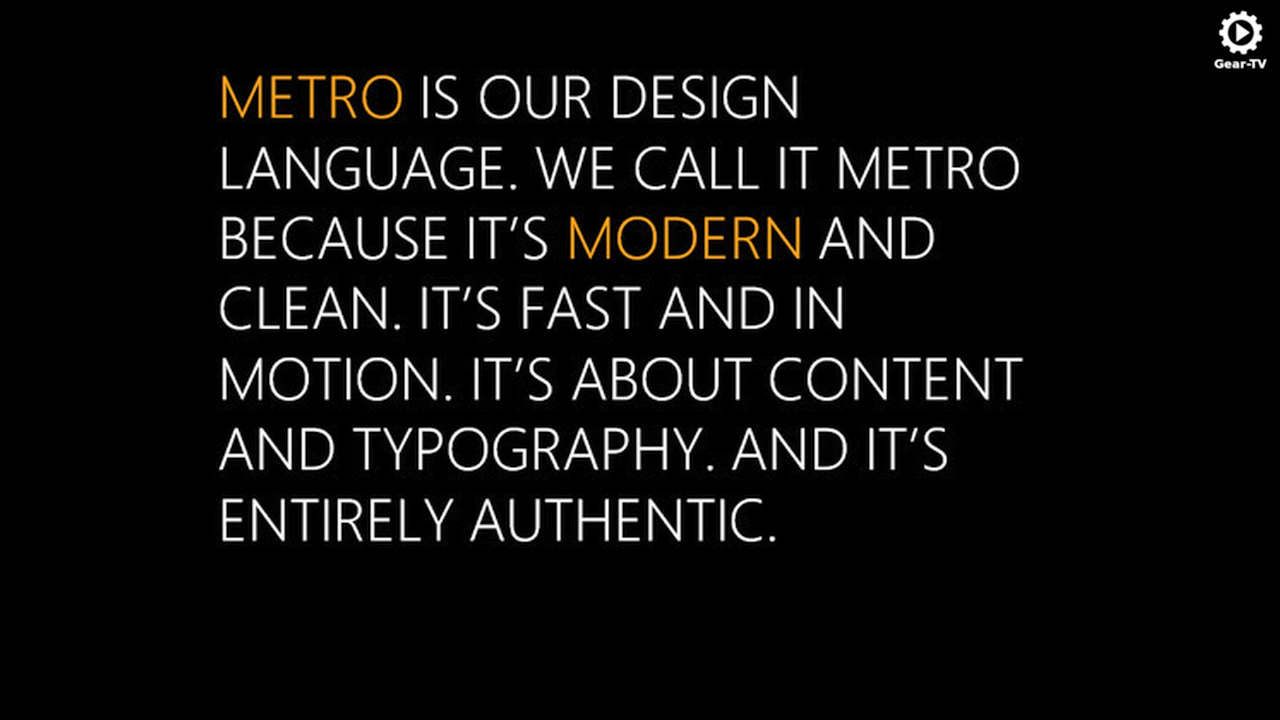 Gear-TV
METRO IS OUR DESIGN
LANGUAGE. WE CALL IT METRO
BECAUSE IT’S MODERN AND
CLEAN. IT’S FAST AND IN
MOTION. IT’S ABOUT CONTENT
AND TYPOGRAPHY. AND IT’S
ENTIRELY AUTHENTIC.